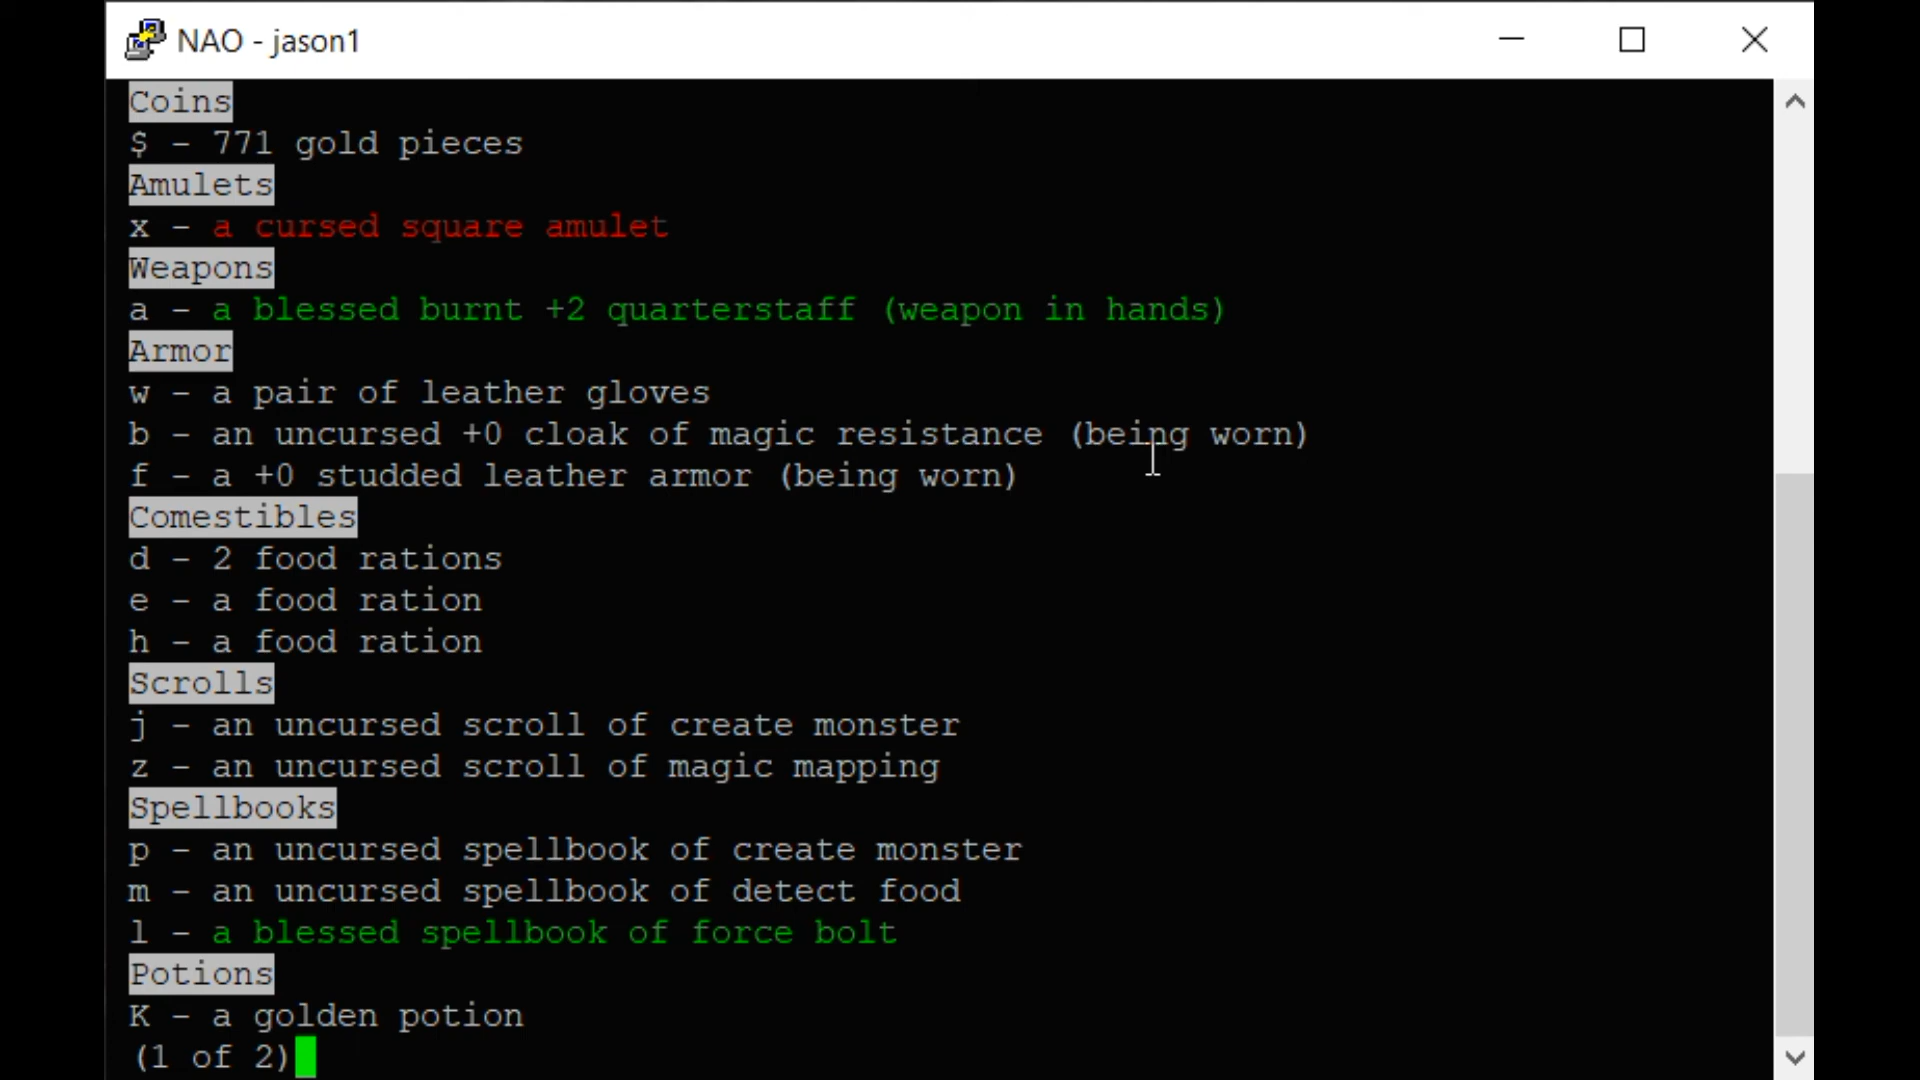 NAO - jason1
Coins
$ - 771 gold pieces
Amulets
x - a cursed square amulet
Weapons
a - a blessed burnt +2 quarterstaff (weapon in hands)
Armor
w - a pair of leather gloves
b - an uncursed +0 cloak of magic resistance (being worn)
f - a +0 studded leather armor (being worn)
Comestibles
d - 2 food rations
e - a food ration
h - a food ration
Scrolls
j - an uncursed scroll of create monster
z - an uncursed scroll of magic mapping
Spellbooks
p - an uncursed spellbook of create monster
m - an uncursed spellbook of detect food
l - a blessed spellbook of force bolt
Potions
K - a golden potion
(1 of 2)